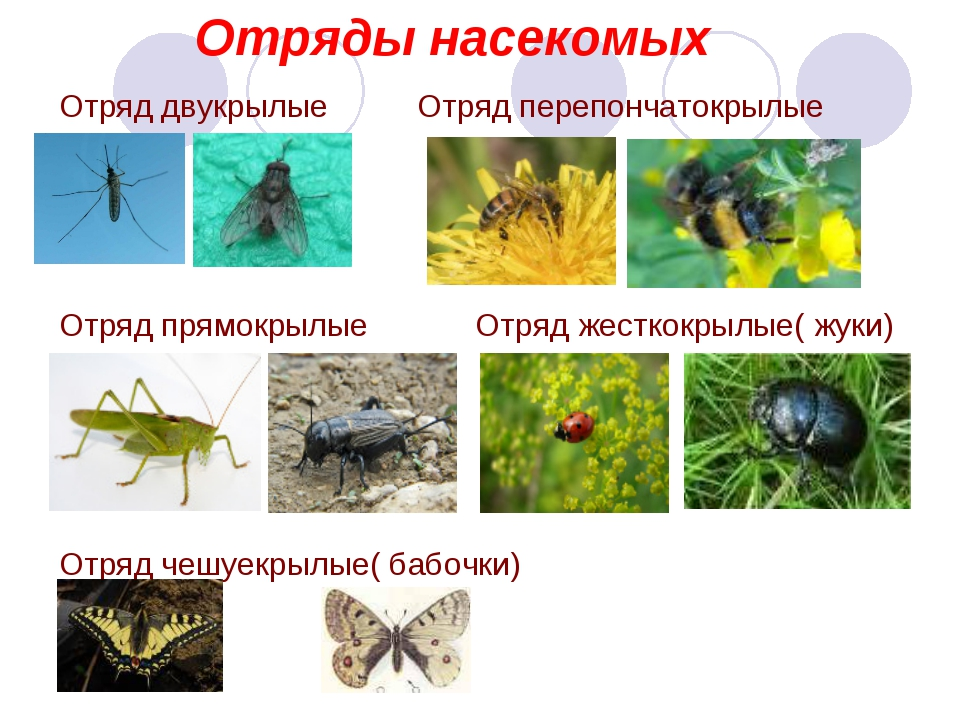 Отряды насекомых
Отряд двукрылые
Отряд перепончатокрылые
Отряд прямокрылые
Отряд жесткокрылые( жуки)
Отряд чешуекрылые( бабочки)